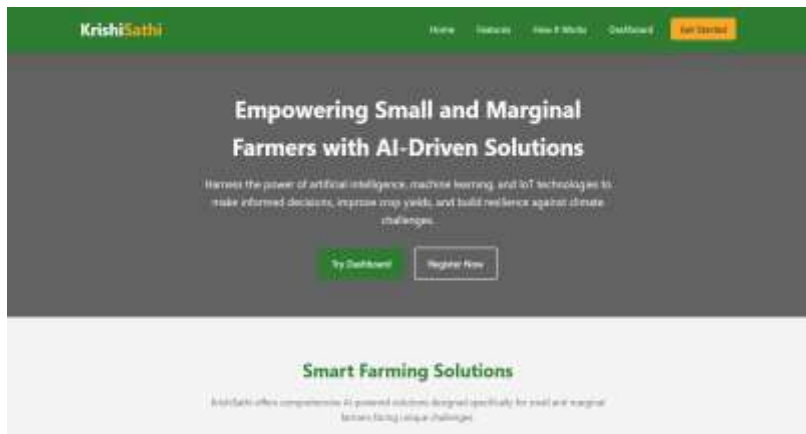 KrishiSathi
Home Features How It Works Dashboard Get Started
Empowering Small and Marginal
Farmers with AI-Driven Solutions
Harness the power of artificial intelligence, machine learning, and IoT technologies to
make informed decisions, improve crop yields, and build resilience against climate
challenges.
Try Dashboard Register Now
Smart Farming Solutions
KrishiSathi offers comprehensive AI-powered solutions designed specifically for small and marginal
farmers facing unique challenges